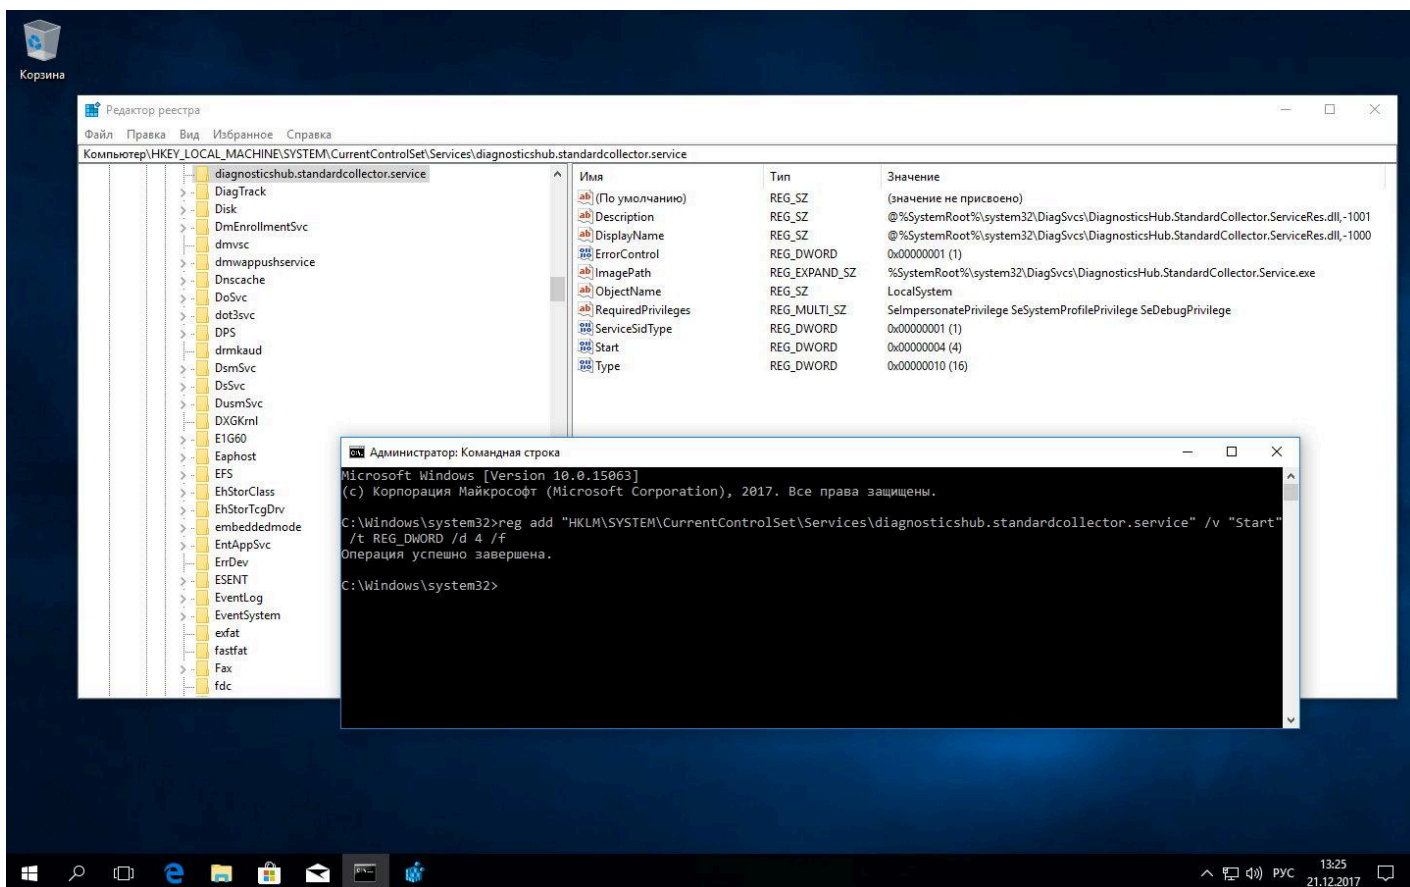 Корзина
Редактор реестра
Файл Правка Вид Избранное Справка
Компьютер\HKEY_LOCAL_MACHINE\SYSTEM\CurrentControlSet\Services\diagnosticshub.standardcollector.service
diagnosticshub.standardcollector.service
DiagTrack
Disk
DmEnrollmentSvc
dmvsc
dmwappushservice
Dnscache
DoSvc
dot3svc
DPS
drmkaud
DsmSvc
DsSvc
DusmSvc
DXGKrnl
E1G60
Eaphost
EFS
EhStorClass
EhStorTcgDrv
embeddedmode
EntAppSvc
ErrDev
ESENT
EventLog
EventSystem
exfat
fastfat
Fax
fdc
Имя Тип Значение
(По умолчанию) REG_SZ (значение не присвоено)
Description REG_SZ @%SystemRoot%\system32\DiagSvcs\DiagnosticsHub.StandardCollector.ServiceRes.dll,-1001
DisplayName REG_SZ @%SystemRoot%\system32\DiagSvcs\DiagnosticsHub.StandardCollector.ServiceRes.dll,-1000
ErrorControl REG_DWORD 0x00000001 (1)
ImagePath REG_EXPAND_SZ %SystemRoot%\system32\DiagSvcs\DiagnosticsHub.StandardCollector.Service.exe
ObjectName REG_SZ LocalSystem
RequiredPrivileges REG_MULTI_SZ SeImpersonatePrivilege SeSystemProfilePrivilege SeDebugPrivilege
ServiceSidType REG_DWORD 0x00000001 (1)
Start REG_DWORD 0x00000004 (4)
Type REG_DWORD 0x00000010 (16)
Администратор: Командная строка
Microsoft Windows [Version 10.0.15063]
(c) Корпорация Майкрософт (Microsoft Corporation), 2017. Все права защищены.
C:\Windows\system32>reg add "HKLM\SYSTEM\CurrentControlSet\Services\diagnosticshub.standardcollector.service" /v "Start"
/t REG_DWORD /d 4 /f
Операция успешно завершена.
C:\Windows\system32>
РУС
13:25
21.12.2017